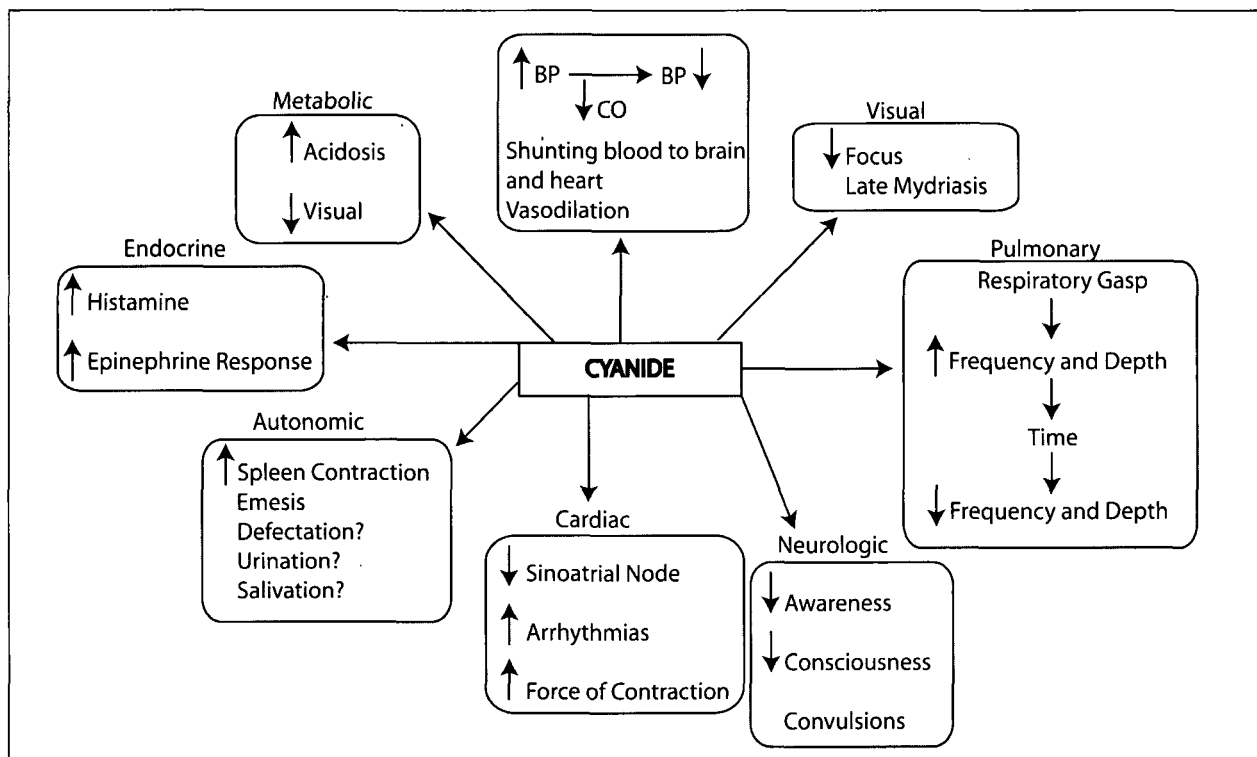 ↑ BP → BP ↓
↓ CO
Shunting blood to brain
and heart
Vasodilation
Metabolic
↑ Acidosis
↓ Visual
Visual
↓ Focus
Late Mydriasis
Endocrine
↑ Histamine
↑ Epinephrine Response
Pulmonary
Respiratory Gasp
↓
↑ Frequency and Depth
↓
Time
↓
↓ Frequency and Depth
CYANIDE
Autonomic
↑ Spleen Contraction
Emesis
Defectation?
Urination?
Salivation?
Cardiac
↓ Sinoatrial Node
↑ Arrhythmias
↑ Force of Contraction
Neurologic
↓ Awareness
↓ Consciousness
Convulsions